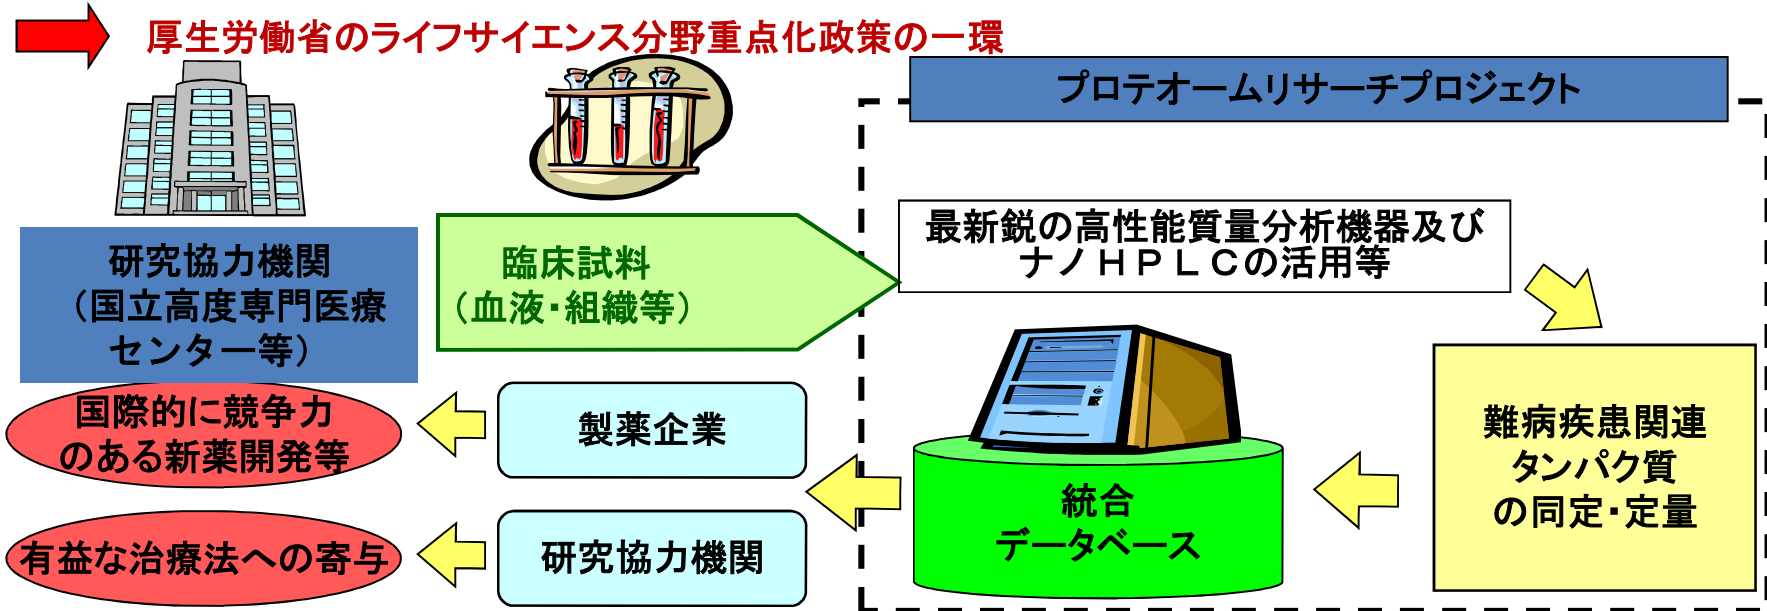 厚生労働省のライフサイエンス分野重点化政策の一環
プロテオームリサーチプロジェクト
研究協力機関
（国立高度専門医療
センター等）
臨床試料
（血液・組織等）
最新鋭の高性能質量分析機器及び
ナノＨＰＬＣの活用等
難病疾患関連
タンパク質
の同定・定量
統合
データベース
製薬企業
国際的に競争力
のある新薬開発等
研究協力機関
有益な治療法への寄与